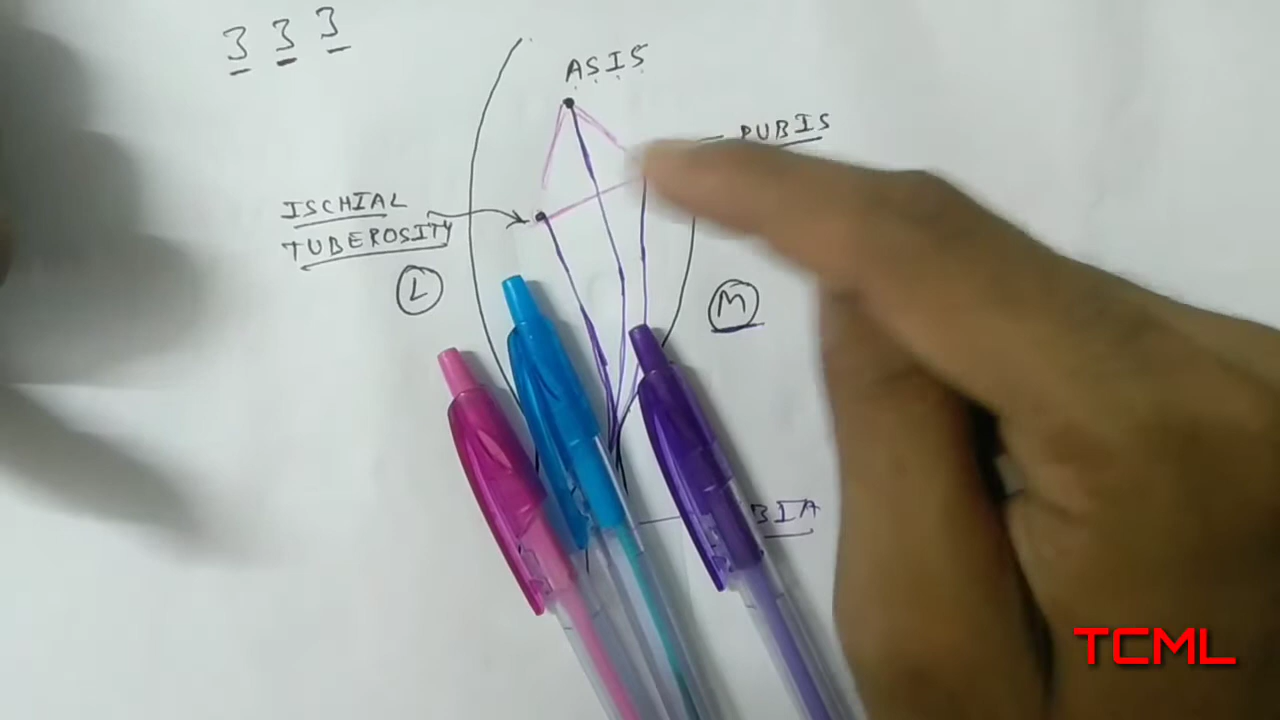 3 3 3
ASIS
PUBIS
ISCHIAL
TUBEROSITY
L
M
TCML